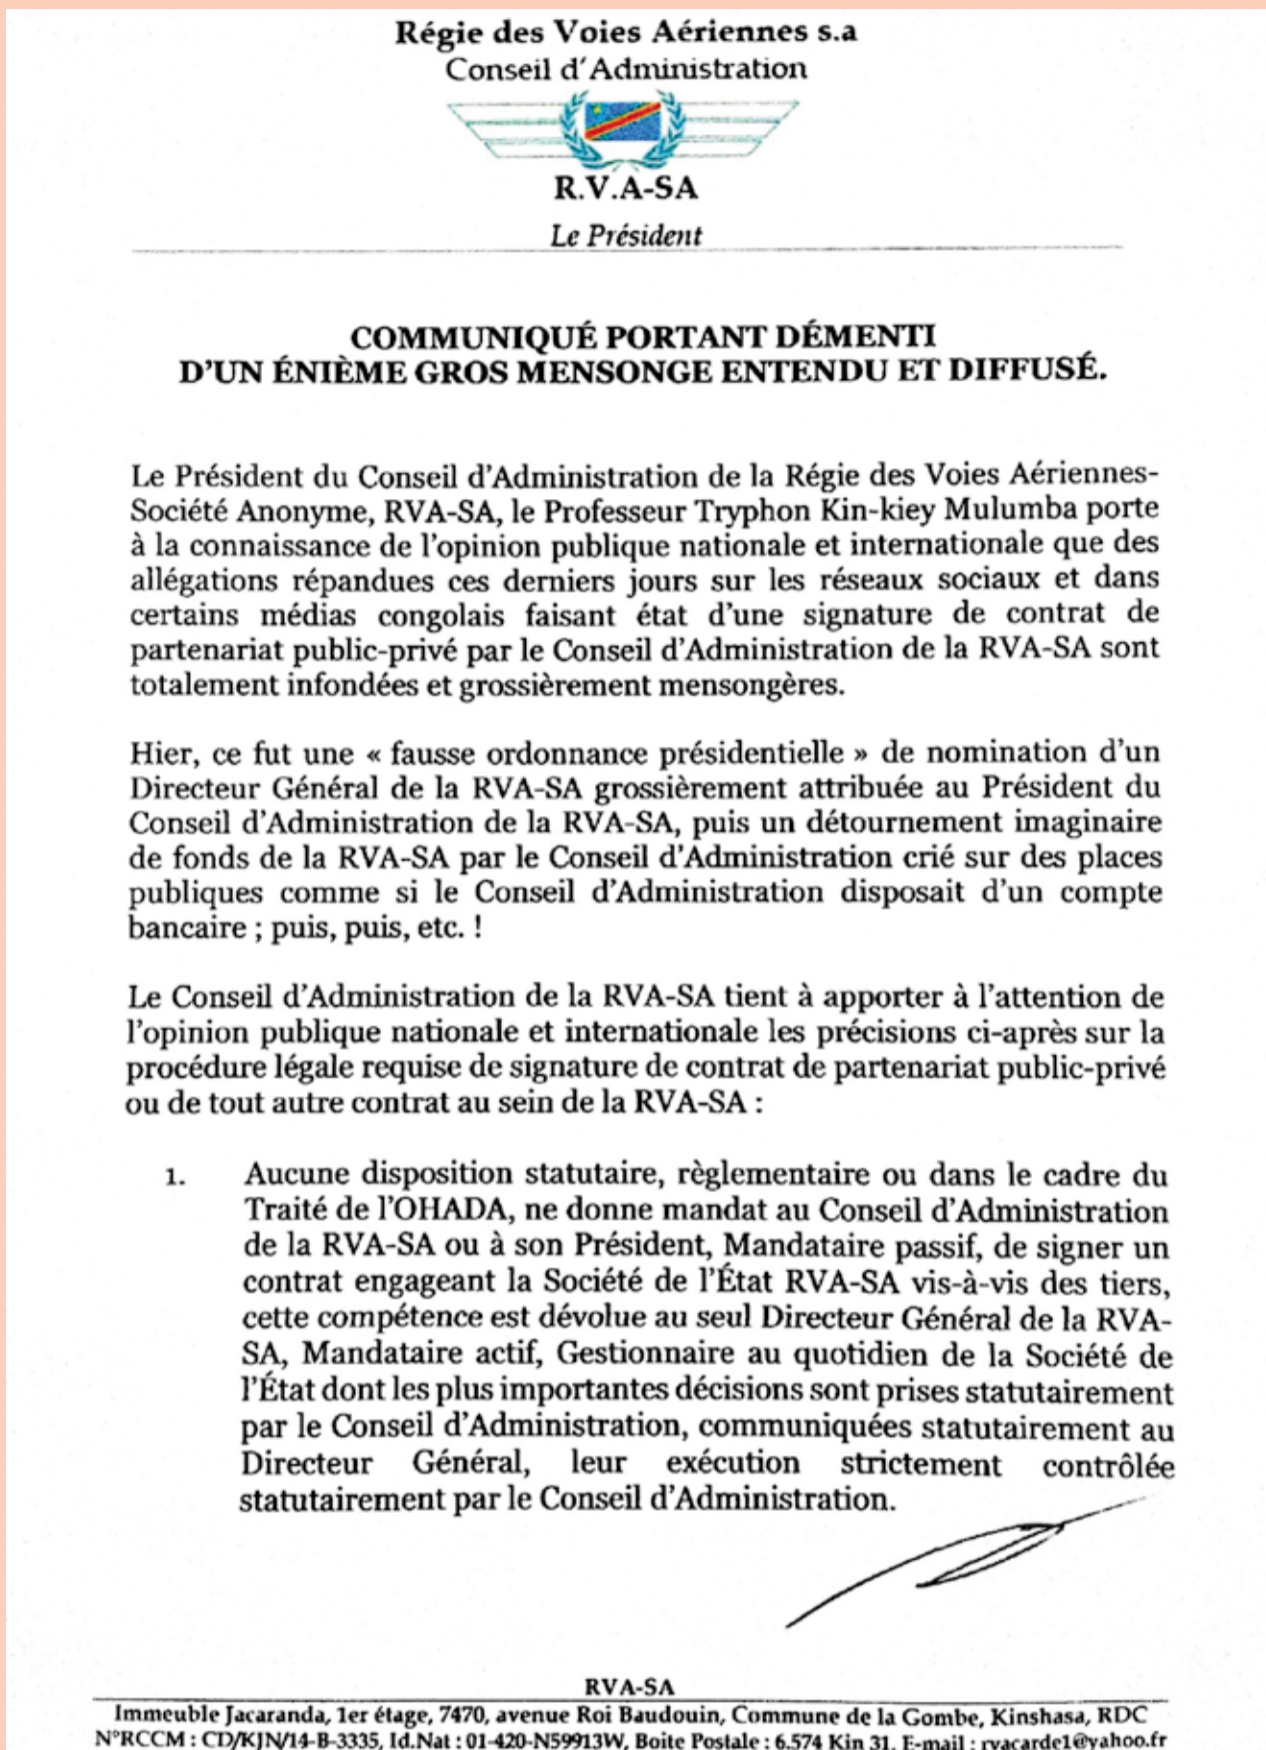 Régie des Voies Aériennes s.a
Conseil d'Administration
R.V.A-SA
Le Président
COMMUNIQUÉ PORTANT DÉMENTI
D'UN ÉNIÈME GROS MENSONGE ENTENDU ET DIFFUSÉ.
Le Président du Conseil d'Administration de la Régie des Voies Aériennes-
Société Anonyme, RVA-SA, le Professeur Tryphon Kin-kiey Mulumba porte
à la connaissance de l'opinion publique nationale et internationale que des
allégations répandues ces derniers jours sur les réseaux sociaux et dans
certains médias congolais faisant état d'une signature de contrat de
partenariat public-privé par le Conseil d'Administration de la RVA-SA sont
totalement infondées et grossièrement mensongères.
Hier, ce fut une « fausse ordonnance présidentielle » de nomination d'un
Directeur Général de la RVA-SA grossièrement attribuée au Président du
Conseil d'Administration de la RVA-SA, puis un détournement imaginaire
de fonds de la RVA-SA par le Conseil d'Administration crié sur des places
publiques comme si le Conseil d'Administration disposait d'un compte
bancaire ; puis, puis, etc. !
Le Conseil d'Administration de la RVA-SA tient à apporter à l'attention de
l'opinion publique nationale et internationale les précisions ci-après sur la
procédure légale requise de signature de contrat de partenariat public-privé
ou de tout autre contrat au sein de la RVA-SA :
1. Aucune disposition statutaire, règlementaire ou dans le cadre du
Traité de l'OHADA, ne donne mandat au Conseil d'Administration
de la RVA-SA ou à son Président, Mandataire passif, de signer un
contrat engageant la Société de l'État RVA-SA vis-à-vis des tiers,
cette compétence est dévolue au seul Directeur Général de la RVA-
SA, Mandataire actif, Gestionnaire au quotidien de la Société de
l'État dont les plus importantes décisions sont prises statutairement
par le Conseil d'Administration, communiquées statutairement au
Directeur Général, leur exécution strictement contrôlée
statutairement par le Conseil d'Administration.
RVA-SA
Immeuble Jacaranda, 1er étage, 7470, avenue Roi Baudouin, Commune de la Gombe, Kinshasa, RDC
N°RCCM : CD/KJN/14-B-3335, Id.Nat : 01-420-N59913W, Boite Postale : 6.574 Kin 31, E-mail : rvacarde1@yahoo.fr